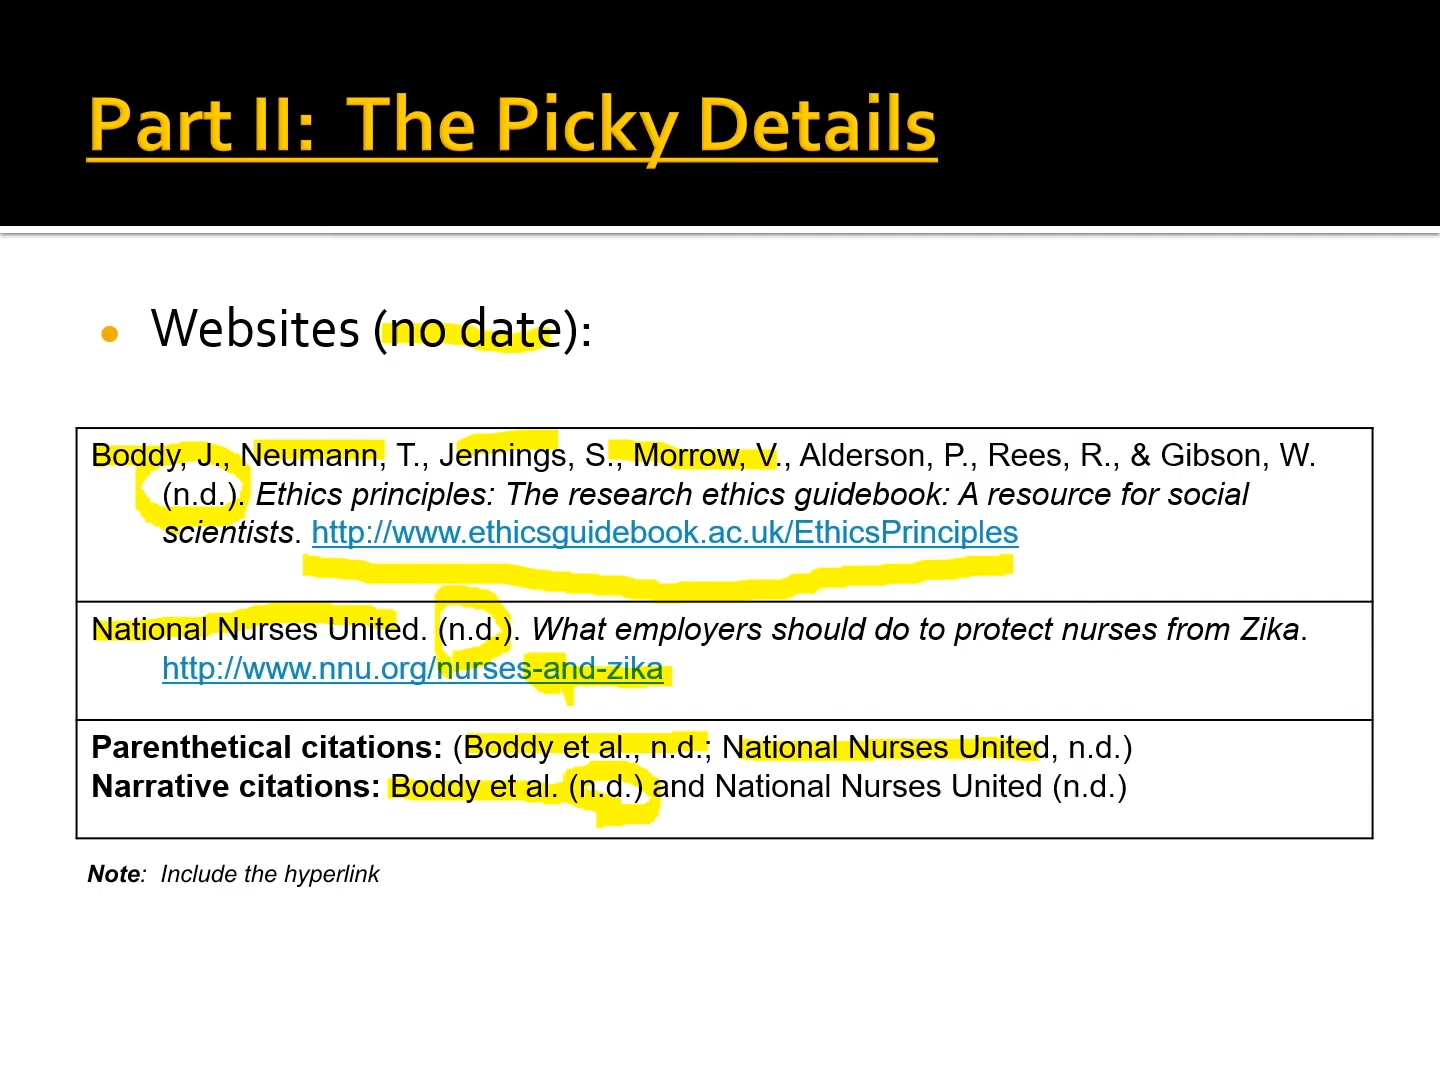 Part II: The Picky Details
• Websites (no date):
Boddy, J., Neumann, T., Jennings, S., Morrow, V., Alderson, P., Rees, R., & Gibson, W.
(n.d.). Ethics principles: The research ethics guidebook: A resource for social
scientists. http://www.ethicsguidebook.ac.uk/EthicsPrinciples
National Nurses United. (n.d.). What employers should do to protect nurses from Zika.
http://www.nnu.org/nurses-and-zika
Parenthetical citations: (Boddy et al., n.d.; National Nurses United, n.d.)
Narrative citations: Boddy et al. (n.d.) and National Nurses United (n.d.)
Note: Include the hyperlink